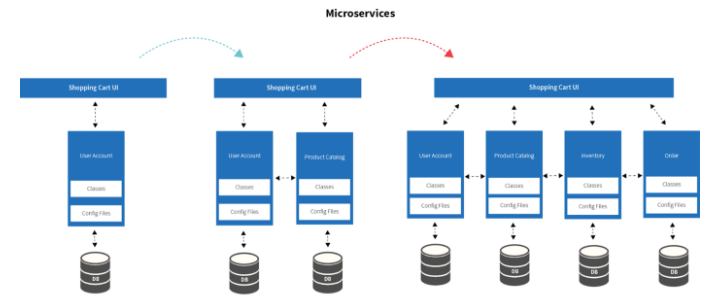 Microservices
Shopping Cart UI
User Account
Classes
Config Files
DB
Shopping Cart UI
User Account
Classes
Config Files
DB
Product Catalog
Classes
Config Files
DB
Shopping Cart UI
User Account
Classes
Config Files
Product Catalog
Classes
Config Files
DB
Inventory
Classes
Config Files
DB
Order
Classes
Config Files
DB